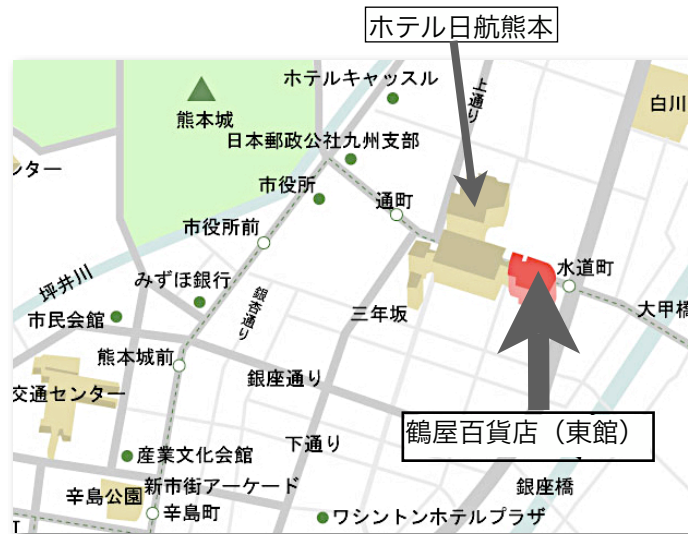 ホテル日航熊本
ホテルキャッスル
上通り
白川
熊本城
日本郵政公社九州支部
ンター
市役所
通町
市役所前
水道町
坪井川
みずほ銀行
銀杏通り
三年坂
大甲橋
市民会館
熊本城前
銀座通り
交通センター
鶴屋百貨店（東館）
下通り
産業文化会館
新市街アーケード
銀座橋
辛島公園
辛島町
ワシントンホテルプラザ